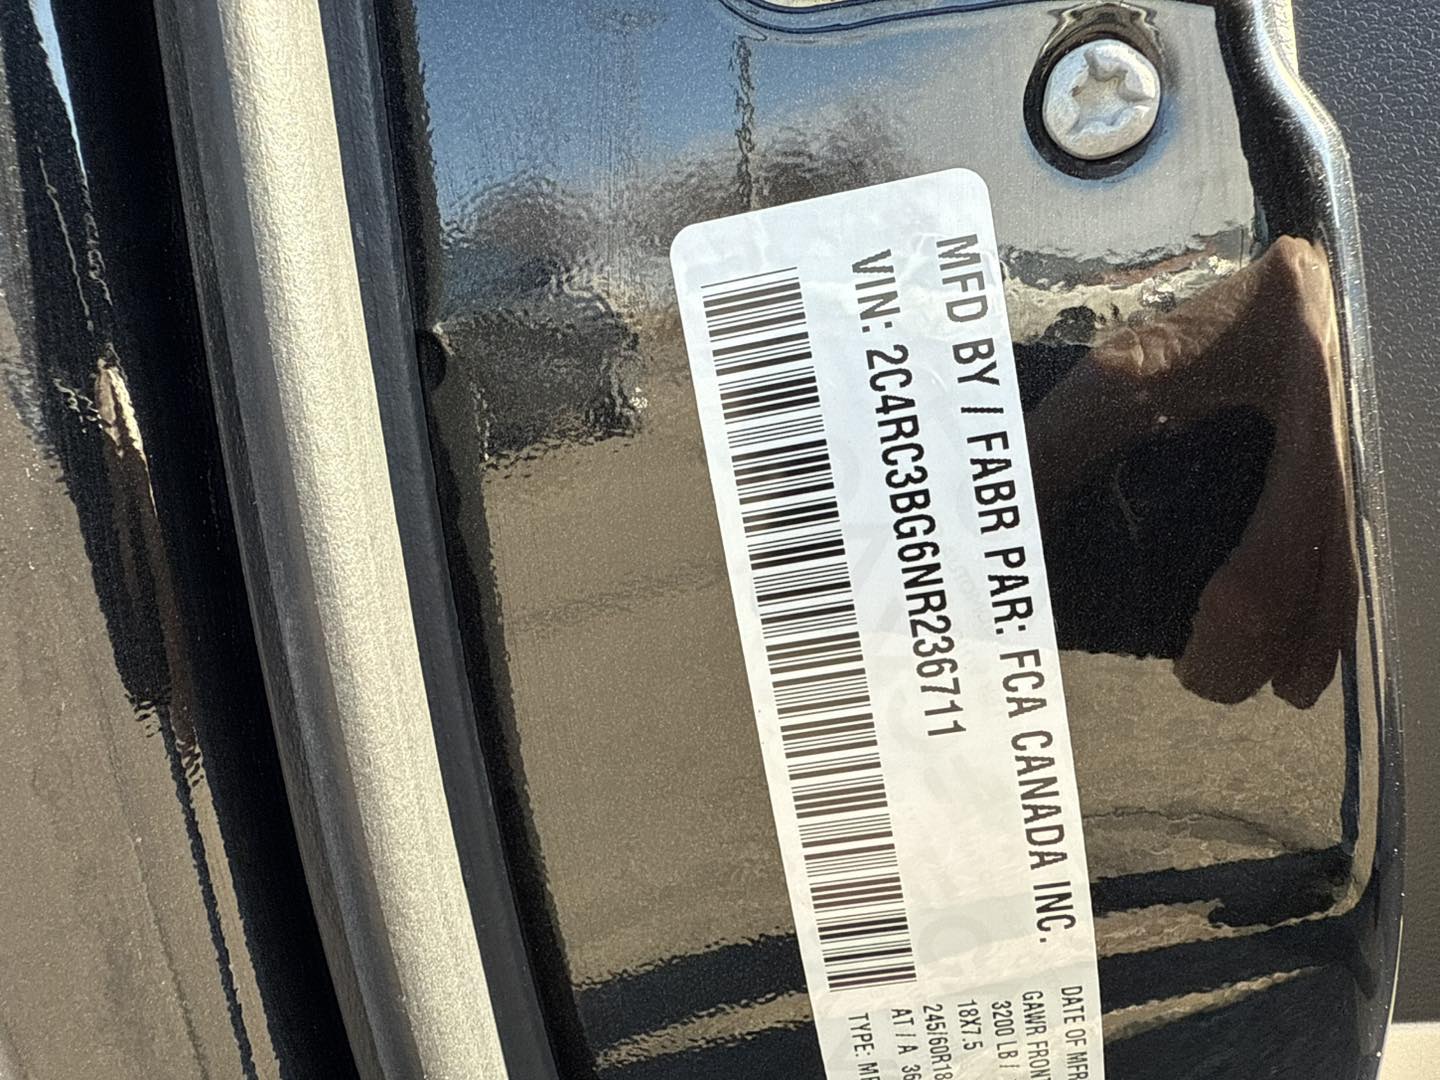 MFD BY / FABR PAR: FCA CANADA INC.
VIN: 2C4RC3BG6NR236711
DATE OF MFR
GAWR FRONT
3200 LB /
18X7.5
245/60R18
AT / A 36
TYPE: